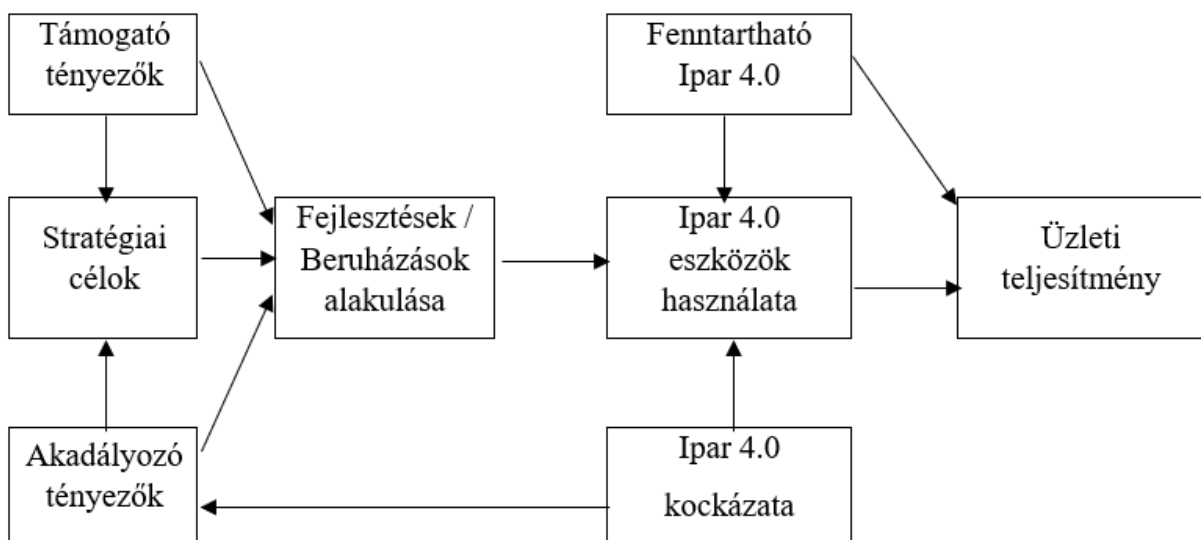 Támogató
tényezők
Fenntartható
Ipar 4.0
Stratégiai
célok
Fejlesztések /
Beruházások
alakulása
Ipar 4.0
eszközök
használata
Üzleti
teljesítmény
Akadályozó
tényezők
Ipar 4.0
kockázata